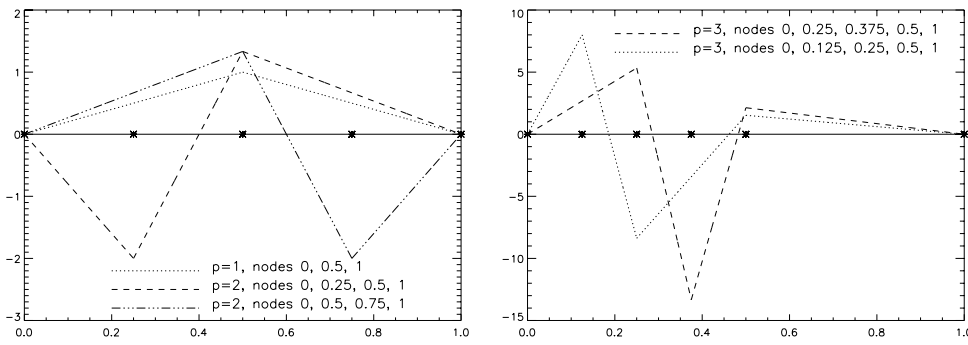 2
1
0
-1
-2
-3
p=1, nodes 0, 0.5, 1
p=2, nodes 0, 0.25, 0.5, 1
p=2, nodes 0, 0.5, 0.75, 1
0.0 0.2 0.4 0.6 0.8 1.0
10
5
0
-5
-10
-15
p=3, nodes 0, 0.25, 0.375, 0.5, 1
p=3, nodes 0, 0.125, 0.25, 0.5, 1
0.0 0.2 0.4 0.6 0.8 1.0